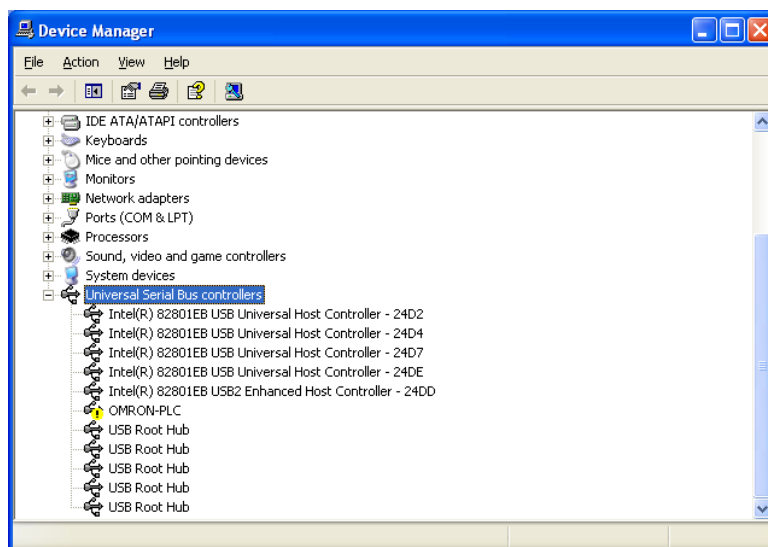 Device Manager
File Action View Help
IDE ATA/ATAPI controllers
Keyboards
Mice and other pointing devices
Monitors
Network adapters
Ports (COM & LPT)
Processors
Sound, video and game controllers
System devices
Universal Serial Bus controllers
Intel(R) 82801EB USB Universal Host Controller - 24D2
Intel(R) 82801EB USB Universal Host Controller - 24D4
Intel(R) 82801EB USB Universal Host Controller - 24D7
Intel(R) 82801EB USB Universal Host Controller - 24DE
Intel(R) 82801EB USB2 Enhanced Host Controller - 24DD
OMRON-PLC
USB Root Hub
USB Root Hub
USB Root Hub
USB Root Hub
USB Root Hub